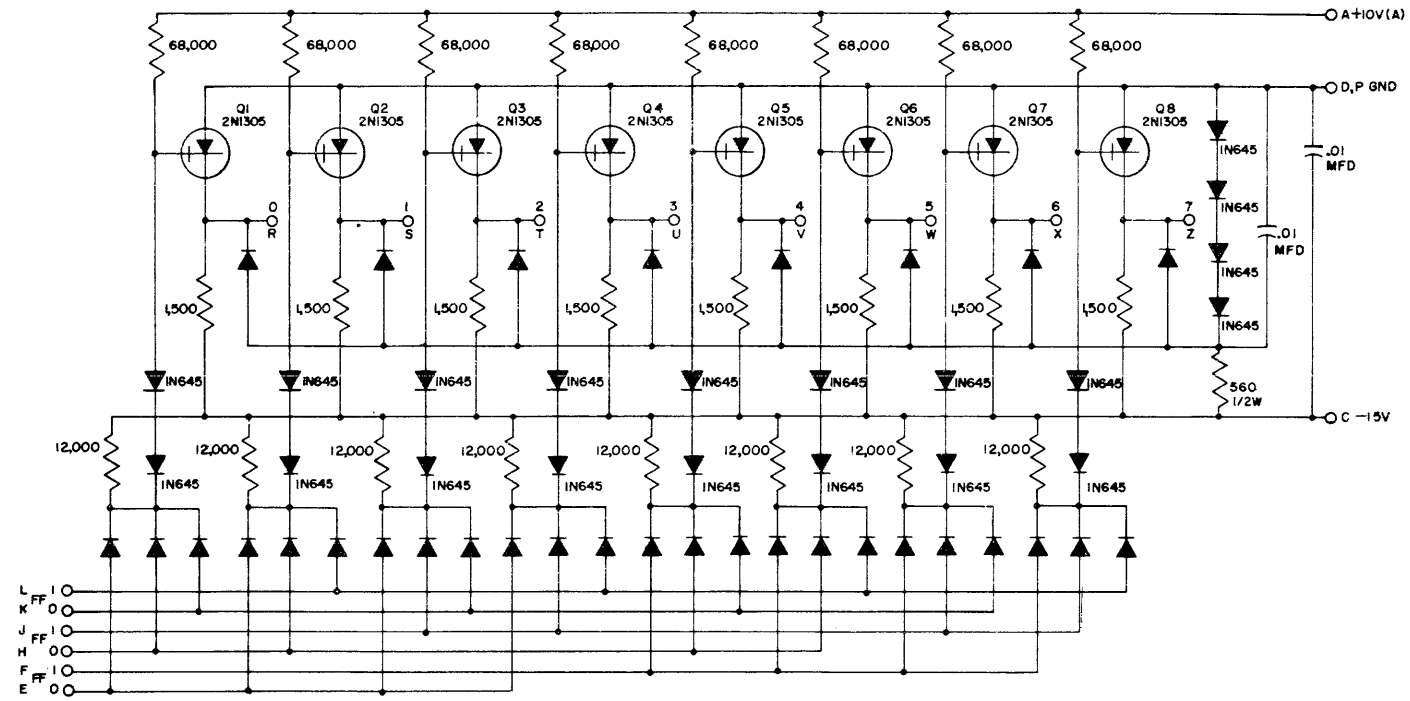 A+10V(A)
68,000 68,000 68,000 68,000 68,000 68,000 68,000 68,000
D,P GND
Q1 Q2 Q3 Q4 Q5 Q6 Q7 Q8
2N1305 2N1305 2N1305 2N1305 2N1305 2N1305 2N1305 2N1305
1N645
.01
MFD
1N645
0 1 2 3 4 5 6 7
R S T U V W X Z
.01
MFD
1N645
1,500 1,500 1,500 1,500 1,500 1,500 1,500 1,500
1N645
1N645 1N645 1N645 1N645 1N645 1N645 1N645 1N645
560
1/2W
C -15V
12,000 12,000 12,000 12,000 12,000 12,000 12,000 12,000
1N645 1N645 1N645 1N645 1N645 1N645 1N645 1N645
L FF 1
K 0
J FF 1
H 0
F FF 1
E 0